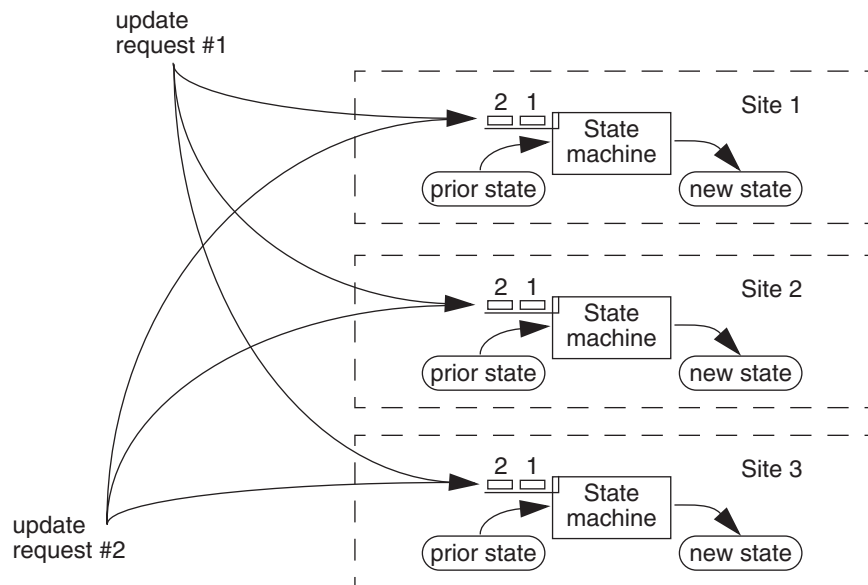 update
request #1
2 1
Site 1
State
machine
prior state
new state
2 1
Site 2
State
machine
prior state
new state
2 1
Site 3
State
machine
prior state
new state
update
request #2